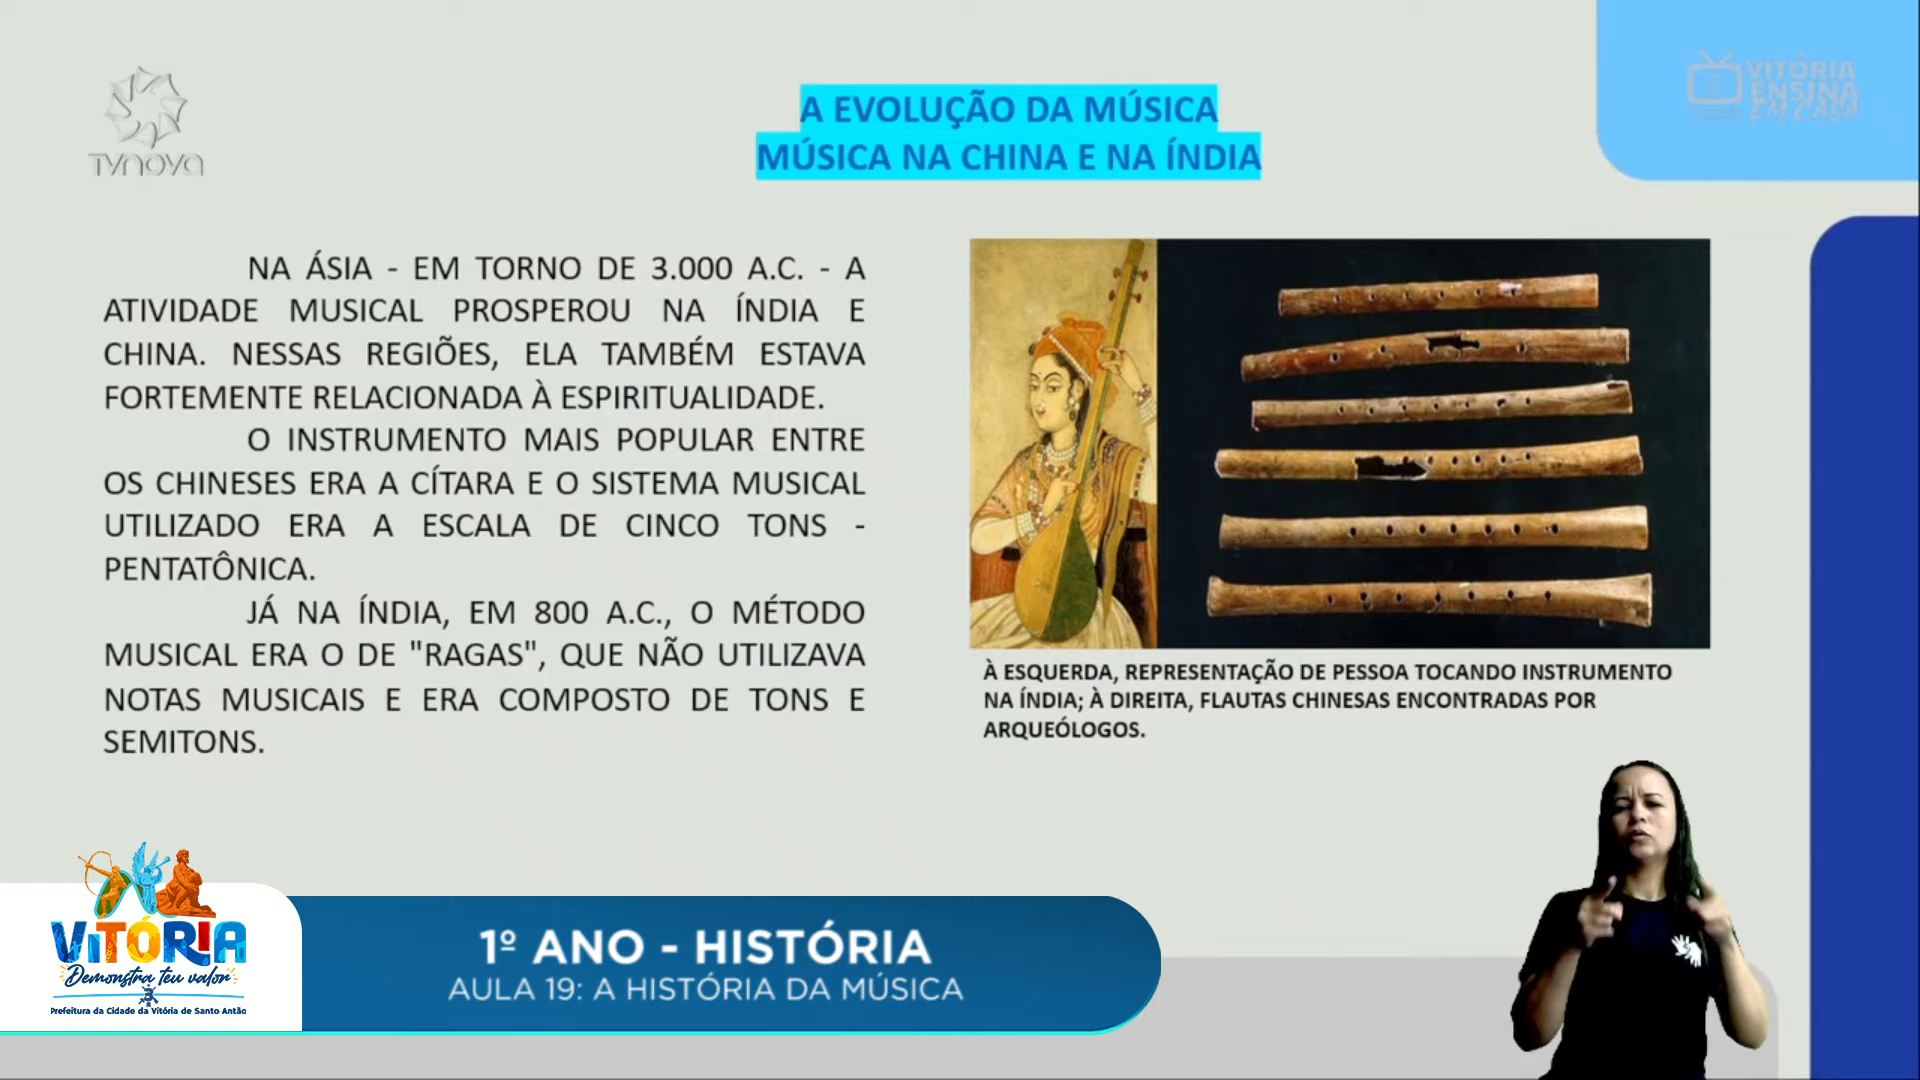 TVNOVA
VITÓRIA
ENSINA
EM CASA
A EVOLUÇÃO DA MÚSICA
MÚSICA NA CHINA E NA ÍNDIA
NA ÁSIA - EM TORNO DE 3.000 A.C. - A
ATIVIDADE MUSICAL PROSPEROU NA ÍNDIA E
CHINA. NESSAS REGIÕES, ELA TAMBÉM ESTAVA
FORTEMENTE RELACIONADA À ESPIRITUALIDADE.
O INSTRUMENTO MAIS POPULAR ENTRE
OS CHINESES ERA A CÍTARA E O SISTEMA MUSICAL
UTILIZADO ERA A ESCALA DE CINCO TONS -
PENTATÔNICA.
JÁ NA ÍNDIA, EM 800 A.C., O MÉTODO
MUSICAL ERA O DE "RAGAS", QUE NÃO UTILIZAVA
NOTAS MUSICAIS E ERA COMPOSTO DE TONS E
SEMITONS.
À ESQUERDA, REPRESENTAÇÃO DE PESSOA TOCANDO INSTRUMENTO
NA ÍNDIA; À DIREITA, FLAUTAS CHINESAS ENCONTRADAS POR
ARQUEÓLOGOS.
VITÓRIA
Demonstra teu valor
Prefeitura da Cidade da Vitória de Santo Antão
1º ANO - HISTÓRIA
AULA 19: A HISTÓRIA DA MÚSICA